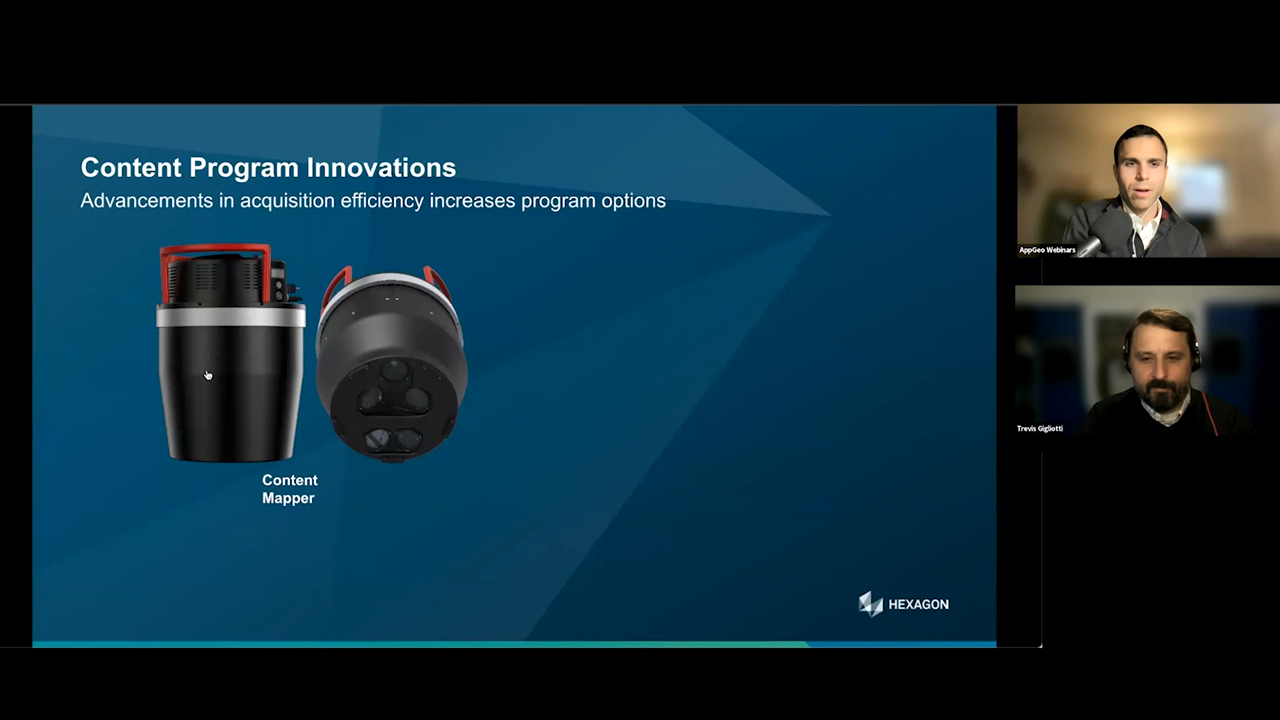 Content Program Innovations
Advancements in acquisition efficiency increases program options
Content
Mapper
HEXAGON
AppGeo Webinars
Trevis Gigliotti